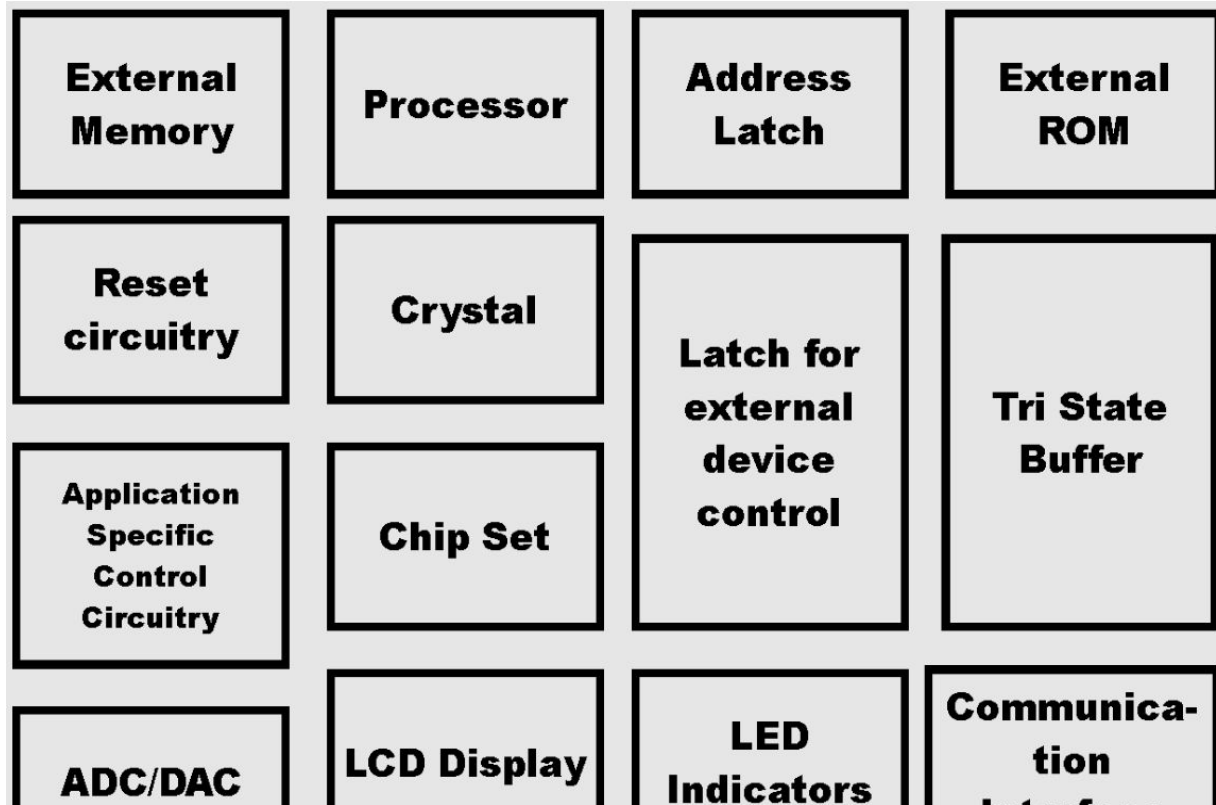 External
Memory
Processor
Address
Latch
External
ROM
Reset
circuitry
Crystal
Latch for
external
device
control
Tri State
Buffer
Application
Specific
Control
Circuitry
Chip Set
ADC/DAC
LCD Display
LED
Indicators
Communica-
tion